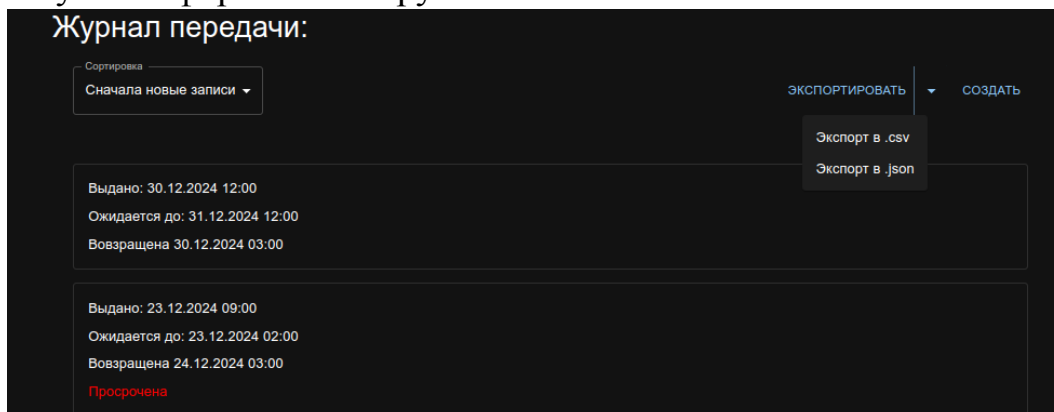 Журнал передачи:
Сортировка
Сначала новые записи
ЭКСПОРТИРОВАТЬ
СОЗДАТЬ
Экспорт в .csv
Экспорт в .json
Выдано: 30.12.2024 12:00
Ожидается до: 31.12.2024 12:00
Вовзращена 30.12.2024 03:00
Выдано: 23.12.2024 09:00
Ожидается до: 23.12.2024 02:00
Вовзращена 24.12.2024 03:00
Просрочена